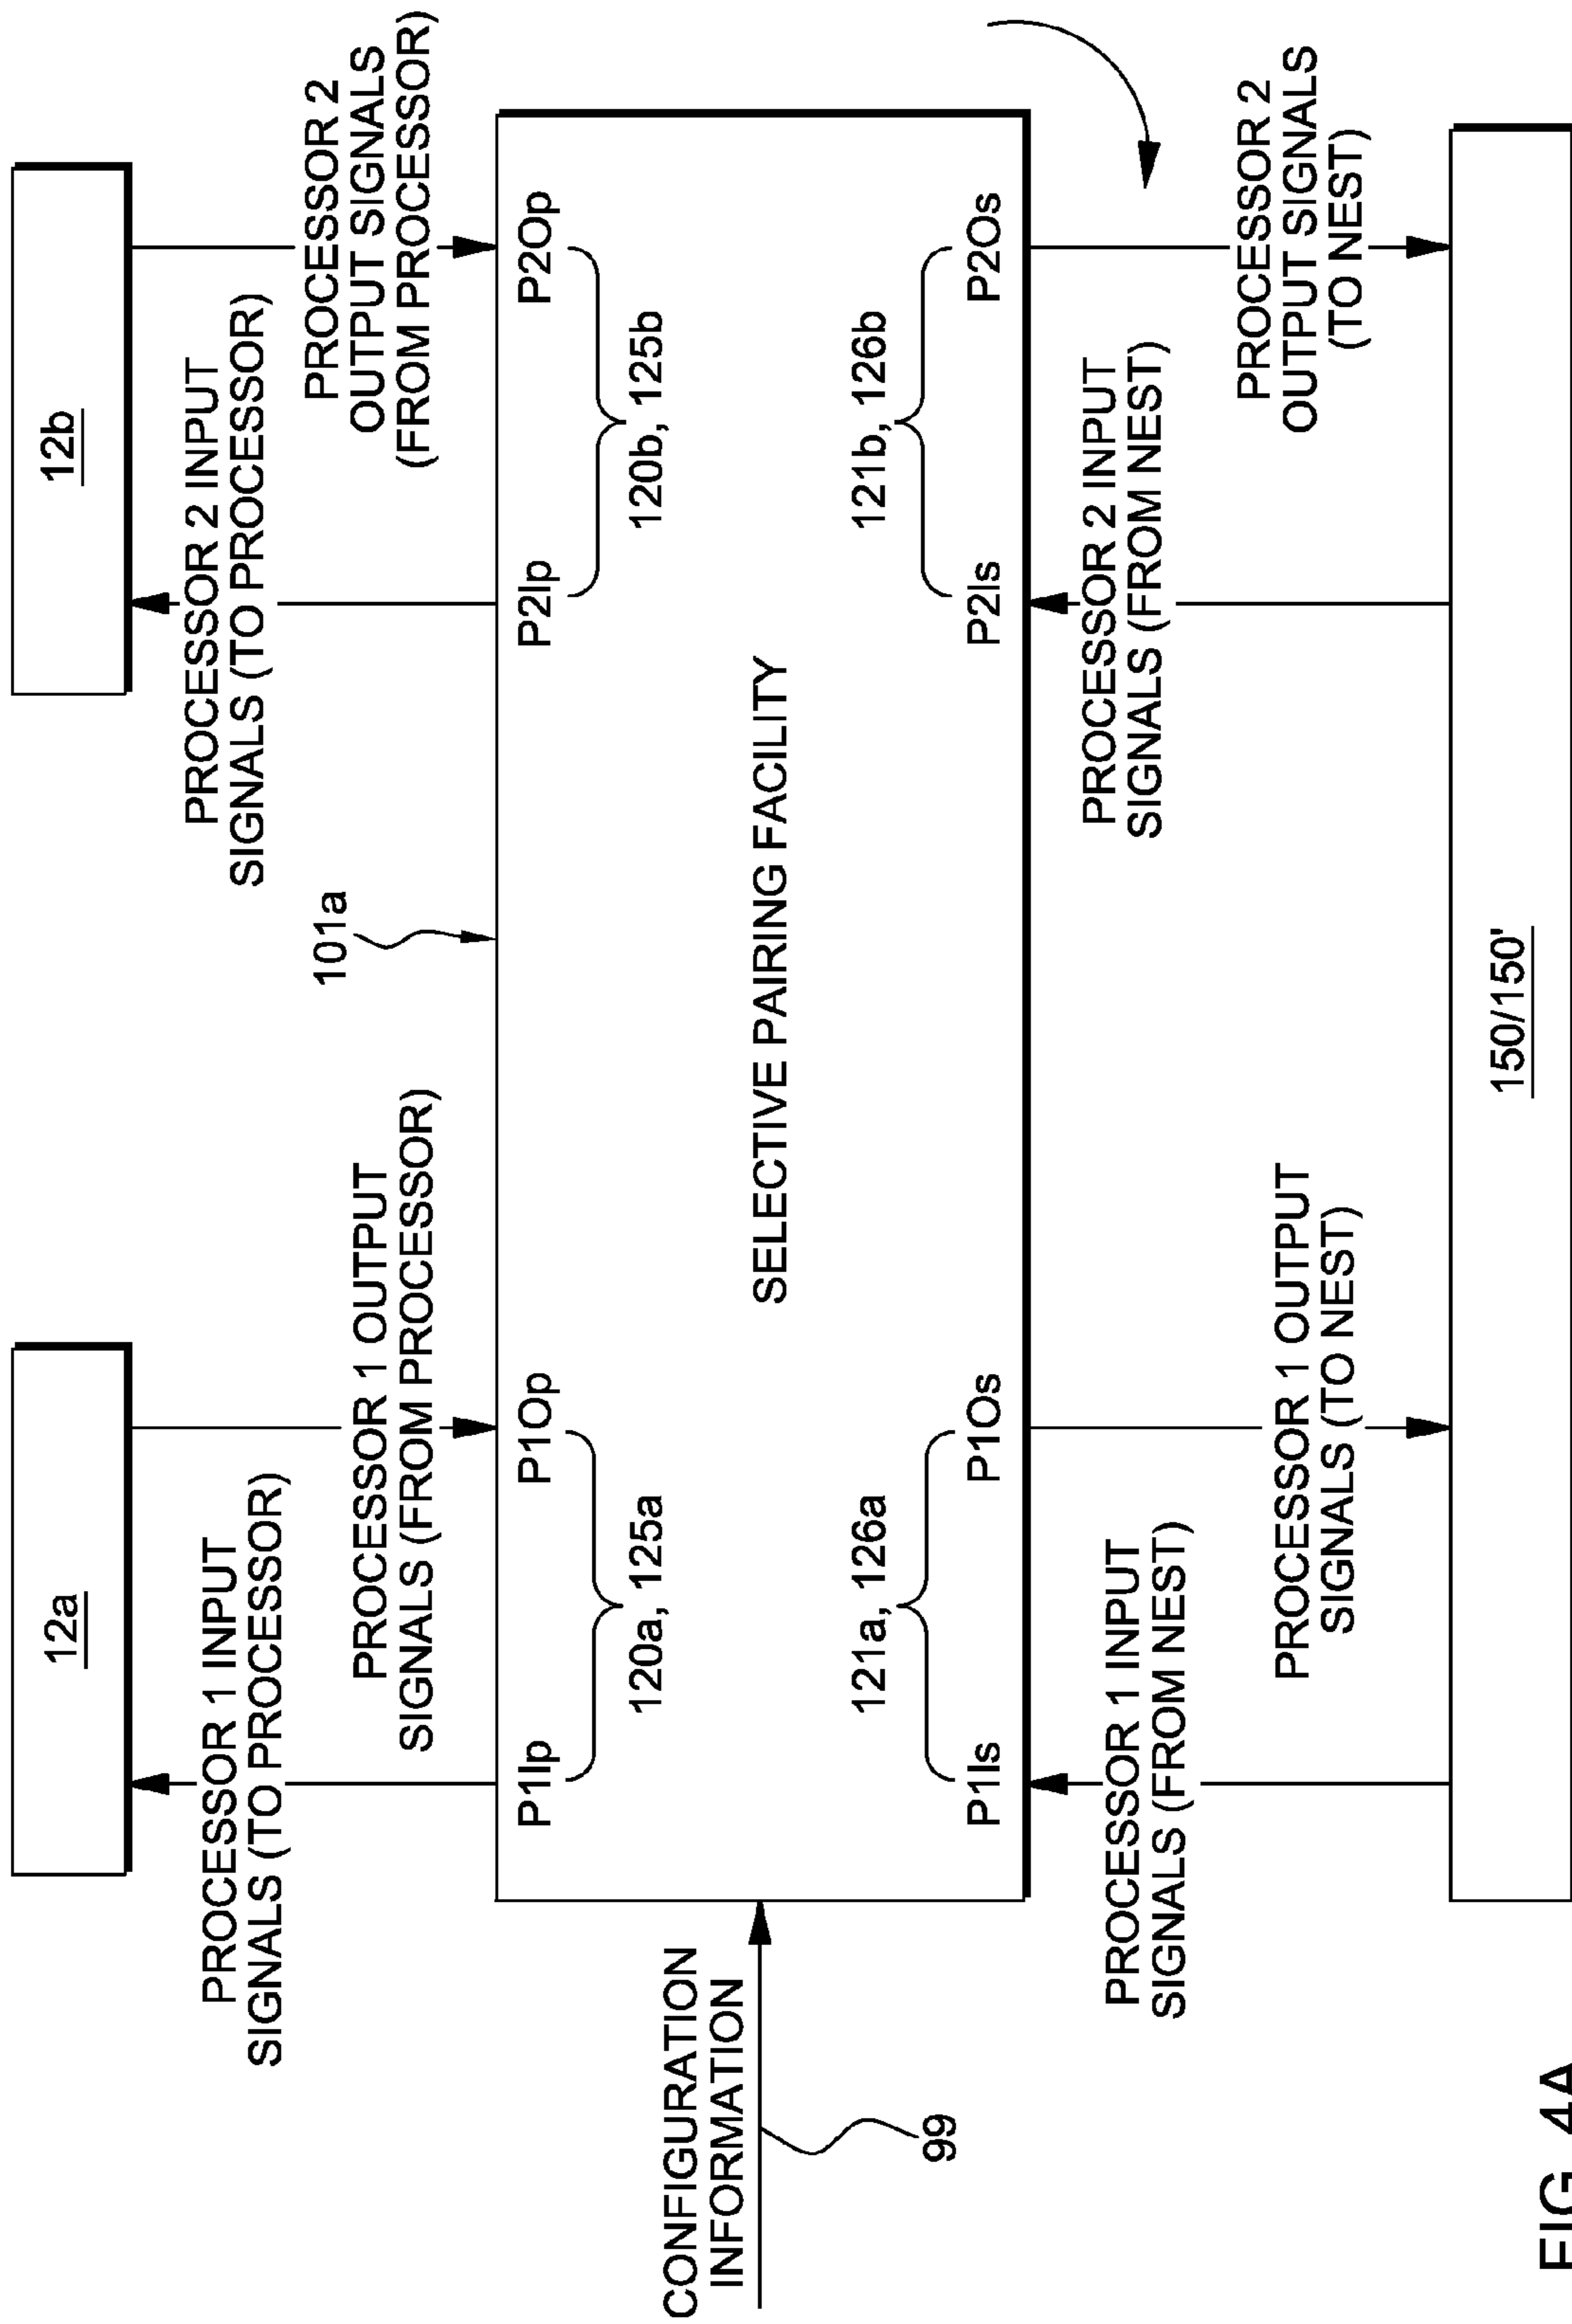 12a
12b
PROCESSOR 1 INPUT
SIGNALS (TO PROCESSOR)
PROCESSOR 1 OUTPUT
SIGNALS (FROM PROCESSOR)
PROCESSOR 2 INPUT
SIGNALS (TO PROCESSOR)
PROCESSOR 2
OUTPUT SIGNALS
(FROM PROCESSOR)
101a
P1Ip
P1Op
P2Ip
P2Op
120a, 125a
120b, 125b
CONFIGURATION
INFORMATION
99
SELECTIVE PAIRING FACILITY
121a, 126a
121b, 126b
P1Is
P1Os
P2Is
P2Os
PROCESSOR 1 INPUT
SIGNALS (FROM NEST)
PROCESSOR 1 OUTPUT
SIGNALS (TO NEST)
PROCESSOR 2 INPUT
SIGNALS (FROM NEST)
PROCESSOR 2
OUTPUT SIGNALS
(TO NEST)
150/150'
FIG. 4A